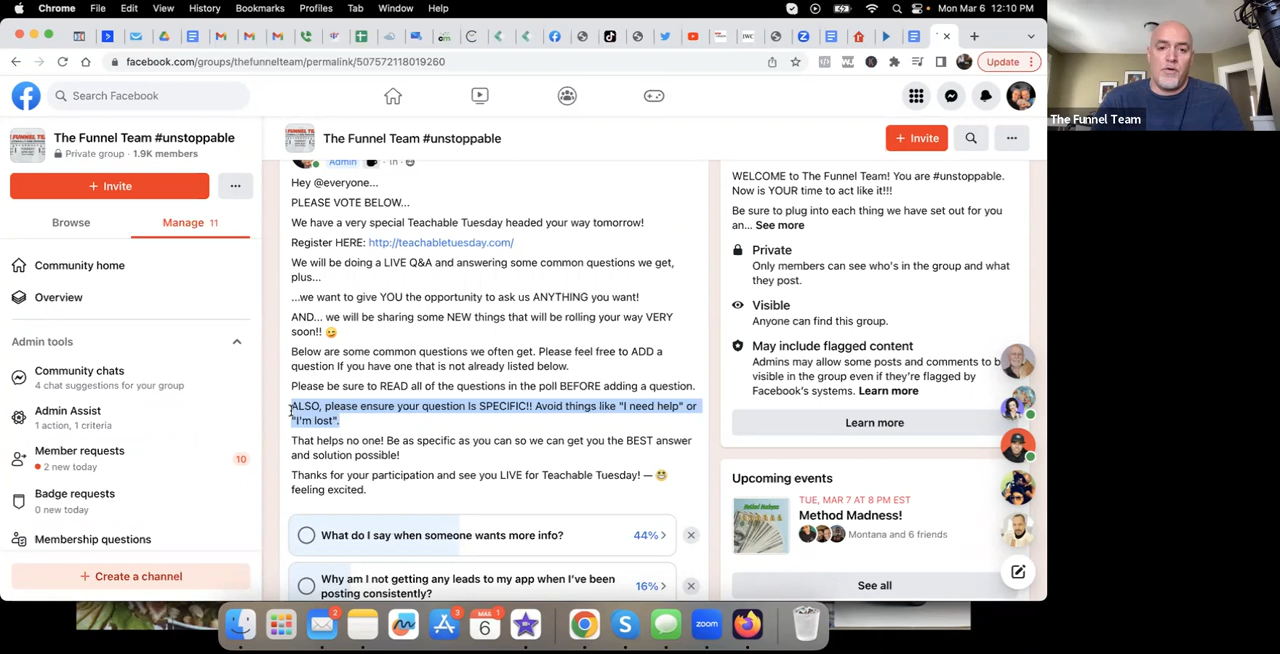 Chrome File Edit View History Bookmarks Profiles Tab Window Help
Mon Mar 6 12:10 PM
facebook.com/groups/thefunnelteam/permalink/507572118019260
Update
Search Facebook
The Funnel Team #unstoppable
Private group · 1.9K members
+ Invite
Browse
Manage 11
Community home
Overview
Admin tools
Community chats
4 chat suggestions for your group
Admin Assist
1 action, 1 criteria
Member requests
2 new today
10
Badge requests
0 new today
Membership questions
+ Create a channel
The Funnel Team #unstoppable
+ Invite
Admin
1h
Hey @everyone...
PLEASE VOTE BELOW...
We have a very special Teachable Tuesday headed your way tomorrow!
Register HERE: http://teachabletuesday.com/
We will be doing a LIVE Q&A and answering some common questions we get,
plus...
...we want to give YOU the opportunity to ask us ANYTHING you want!
AND... we will be sharing some NEW things that will be rolling your way VERY
soon!! 😉
Below are some common questions we often get. Please feel free to ADD a
question If you have one that is not already listed below.
Please be sure to READ all of the questions in the poll BEFORE adding a question.
ALSO, please ensure your question Is SPECIFIC!! Avoid things like "I need help" or
"I'm lost".
That helps no one! Be as specific as you can so we can get you the BEST answer
and solution possible!
Thanks for your participation and see you LIVE for Teachable Tuesday! — 😀
feeling excited.
What do I say when someone wants more info?
44%
Why am I not getting any leads to my app when I've been
posting consistently?
16%
WELCOME to The Funnel Team! You are #unstoppable.
Now is YOUR time to act like it!!!
Be sure to plug into each thing we have set out for you
an... See more
Private
Only members can see who's in the group and what
they post.
Visible
Anyone can find this group.
May include flagged content
Admins may allow some posts and comments to b
visible in the group even if they're flagged by
Facebook's systems. Learn more
Learn more
Upcoming events
TUE, MAR 7 AT 8 PM EST
Method Madness!
Montana and 6 friends
See all
The Funnel Team
2
3
MAR 1
6
zoom